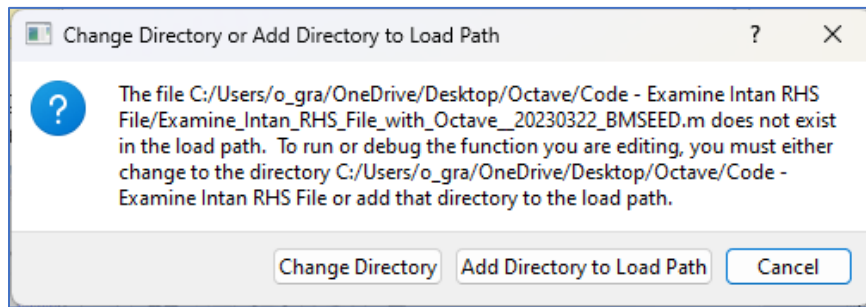 Change Directory or Add Directory to Load Path
?
The file C:/Users/o_gra/OneDrive/Desktop/Octave/Code - Examine Intan RHS
File/Examine_Intan_RHS_File_with_Octave__20230322_BMSEED.m does not exist
in the load path.  To run or debug the function you are editing, you must either
change to the directory C:/Users/o_gra/OneDrive/Desktop/Octave/Code -
Examine Intan RHS File or add that directory to the load path.
Change Directory Add Directory to Load Path Cancel